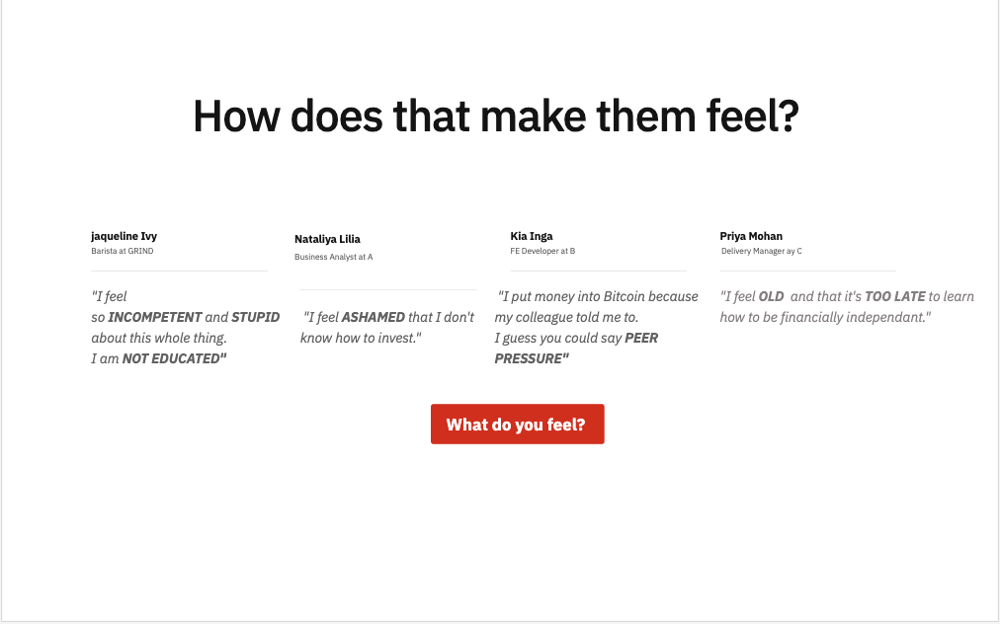 How does that make them feel?
jaqueline Ivy
Barista at GRIND
"I feel
so INCOMPETENT and STUPID
about this whole thing.
I am NOT EDUCATED"
Nataliya Lilia
Business Analyst at A
"I feel ASHAMED that I don't
know how to invest."
Kia Inga
FE Developer at B
"I put money into Bitcoin because
my colleague told me to.
I guess you could say PEER
PRESSURE"
Priya Mohan
Delivery Manager ay C
"I feel OLD  and that it's TOO LATE to learn
how to be financially independant."
What do you feel?